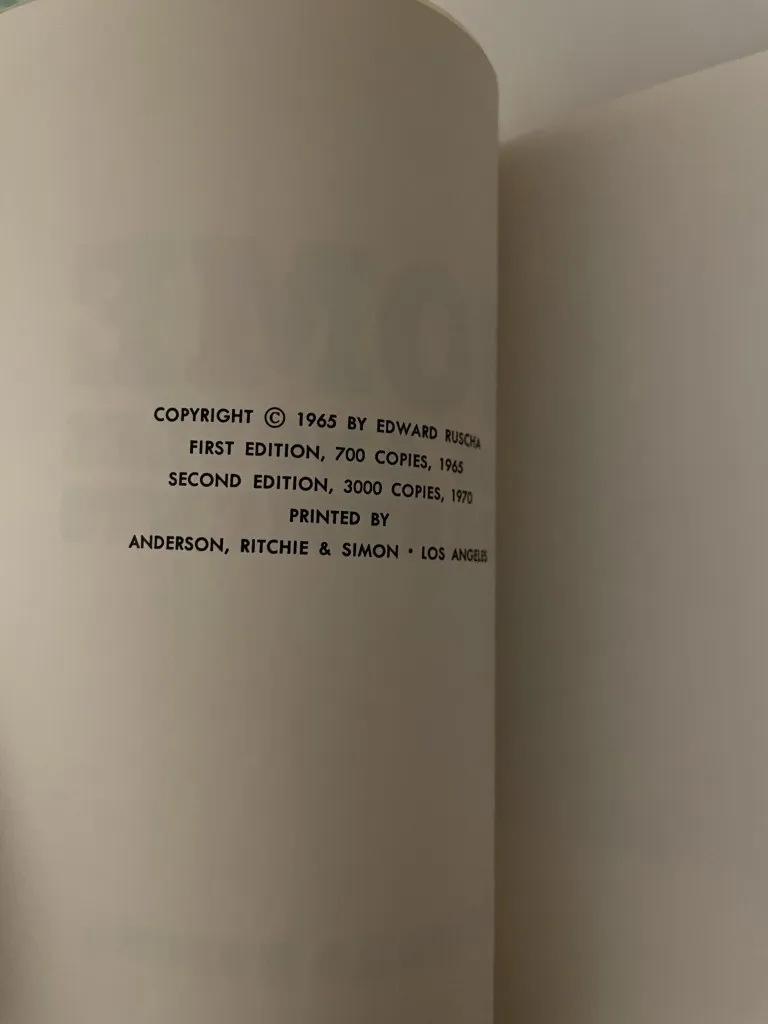 COPYRIGHT © 1965 BY EDWARD RUSCHA
FIRST EDITION, 700 COPIES, 1965
SECOND EDITION, 3000 COPIES, 1970
PRINTED BY
ANDERSON, RITCHIE & SIMON • LOS ANGELES